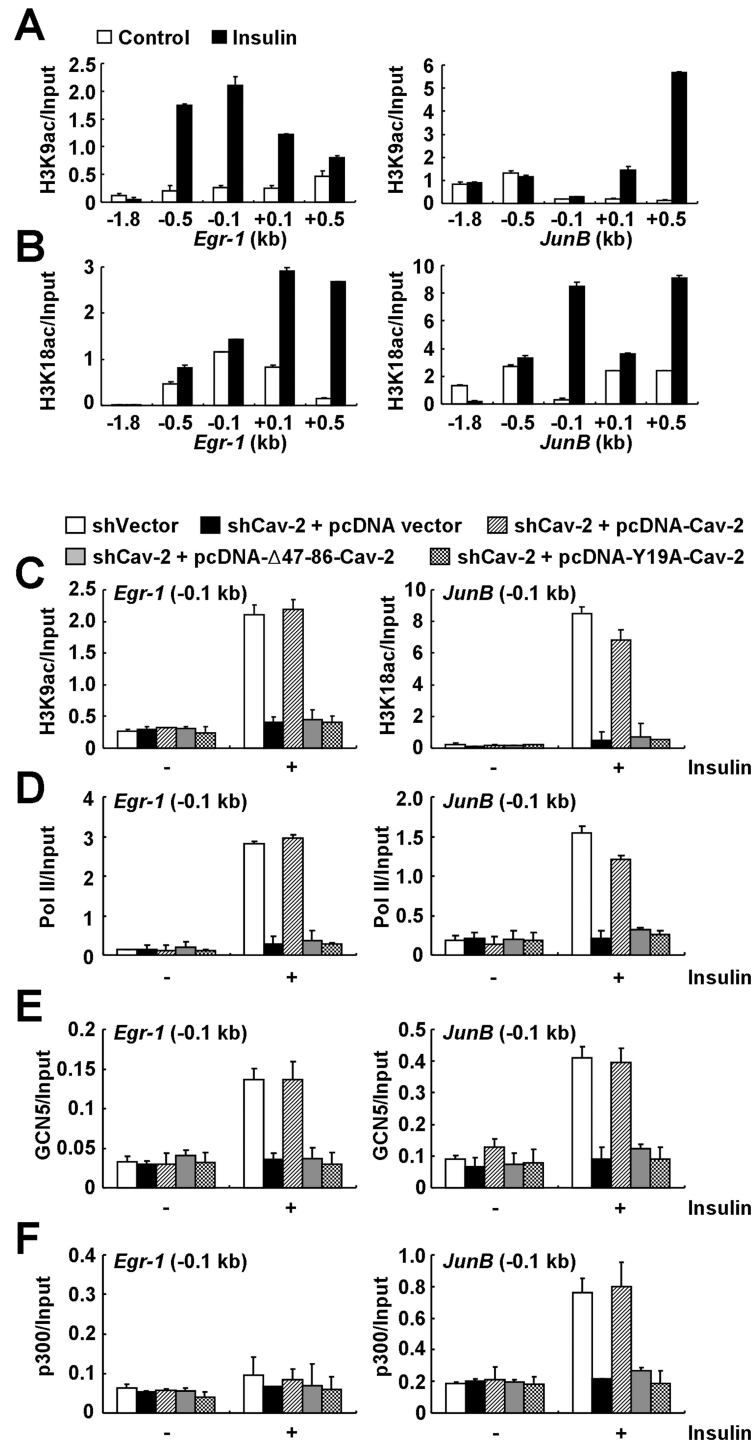 A
Control Insulin
H3K9ac/Input
2.5
2.0
1.5
1.0
0.5
0
-1.8 -0.5 -0.1 +0.1 +0.5
Egr-1 (kb)
H3K9ac/Input
6
5
4
3
2
1
0
-1.8 -0.5 -0.1 +0.1 +0.5
JunB (kb)
B
H3K18ac/Input
3
2
1
0
-1.8 -0.5 -0.1 +0.1 +0.5
Egr-1 (kb)
H3K18ac/Input
10
8
6
4
2
0
-1.8 -0.5 -0.1 +0.1 +0.5
JunB (kb)
shVector shCav-2 + pcDNA vector shCav-2 + pcDNA-Cav-2
shCav-2 + pcDNA-Δ47-86-Cav-2 shCav-2 + pcDNA-Y19A-Cav-2
C
Egr-1 (-0.1 kb)
H3K9ac/Input
2.5
2.0
1.5
1.0
0.5
0
- +
JunB (-0.1 kb)
H3K18ac/Input
10
8
6
4
2
0
- + Insulin
D
Egr-1 (-0.1 kb)
Pol II/Input
4
3
2
1
0
- +
JunB (-0.1 kb)
Pol II/Input
2.0
1.5
1.0
0.5
0
- + Insulin
E
Egr-1 (-0.1 kb)
GCN5/Input
0.2
0.15
0.1
0.05
0
- +
JunB (-0.1 kb)
GCN5/Input
0.5
0.4
0.3
0.2
0.1
0
- + Insulin
F
Egr-1 (-0.1 kb)
p300/Input
0.4
0.3
0.2
0.1
0
- +
JunB (-0.1 kb)
p300/Input
1.0
0.8
0.6
0.4
0.2
0
- + Insulin